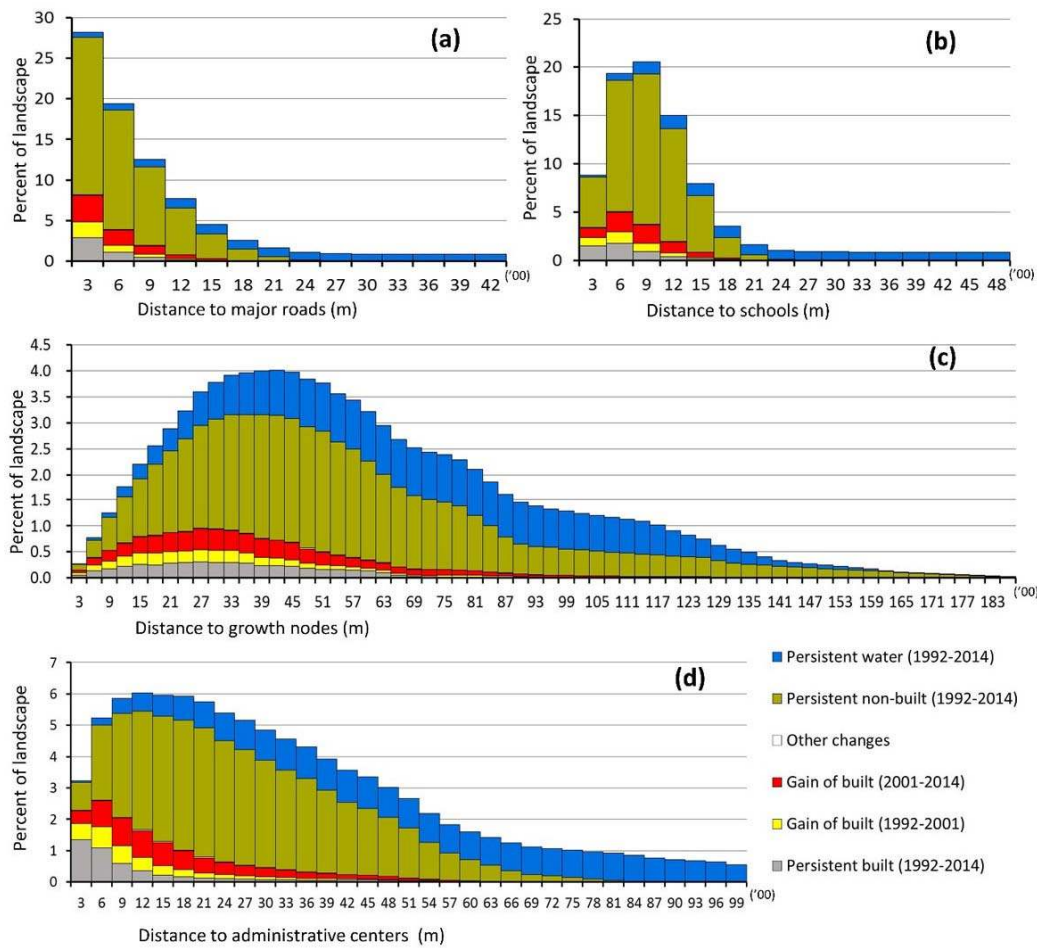 (a)
Percent of landscape
30
25
20
15
10
5
0
3 6 9 12 15 18 21 24 27 30 33 36 39 42 ('00)
Distance to major roads (m)
(b)
Percent of landscape
25
20
15
10
5
0
3 6 9 12 15 18 21 24 27 30 33 36 39 45 48 ('00)
Distance to schools (m)
(c)
Percent of landscape
4.5
4.0
3.5
3.0
2.5
2.0
1.5
1.0
0.5
0.0
3 9 15 21 27 33 39 45 51 57 63 69 75 81 87 93 99 105 111 117 123 129 135 141 147 153 159 165 171 177 183 ('00)
Distance to growth nodes (m)
(d)
Percent of landscape
7
6
5
4
3
2
1
0
3 6 9 12 15 18 21 24 27 30 33 36 39 42 45 48 51 54 57 60 63 66 69 72 75 78 81 84 87 90 93 96 99 ('00)
Distance to administrative centers (m)
Persistent water (1992-2014)
Persistent non-built (1992-2014)
Other changes
Gain of built (2001-2014)
Gain of built (1992-2001)
Persistent built (1992-2014)